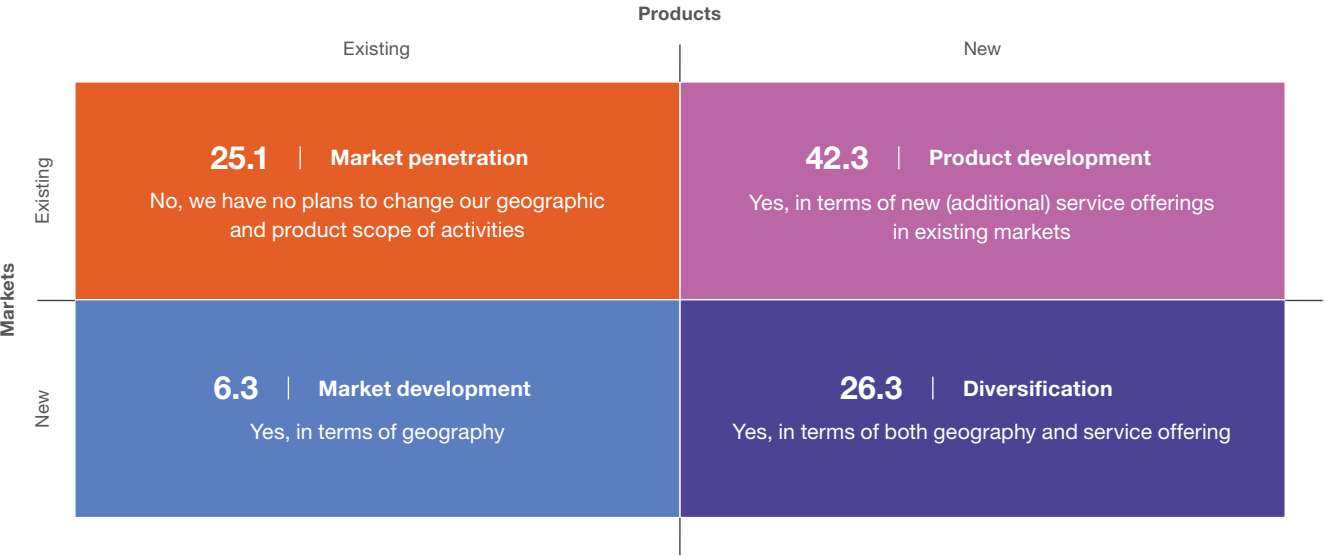 Products
Existing
New
Markets
Existing
25.1 | Market penetration
No, we have no plans to change our geographic
and product scope of activities
42.3 | Product development
Yes, in terms of new (additional) service offerings
in existing markets
New
6.3 | Market development
Yes, in terms of geography
26.3 | Diversification
Yes, in terms of both geography and service offering